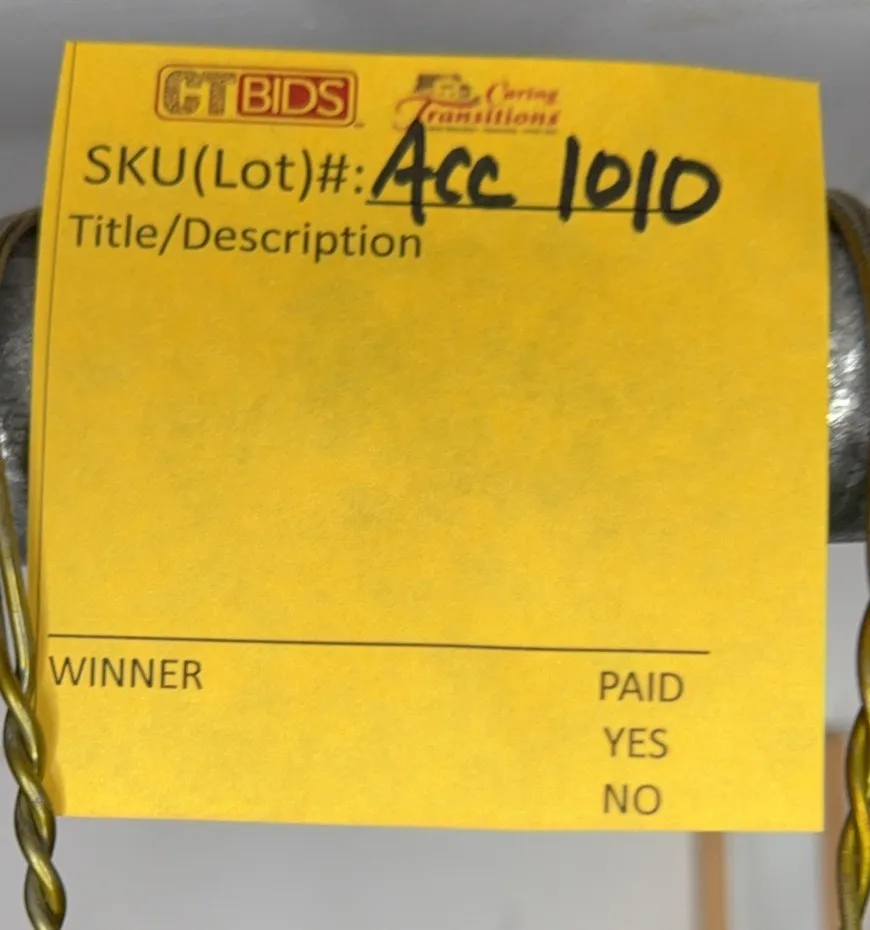 CTBIDS Caring Transitions
SKU(Lot)#: Acc 1010
Title/Description
WINNER PAID
YES
NO